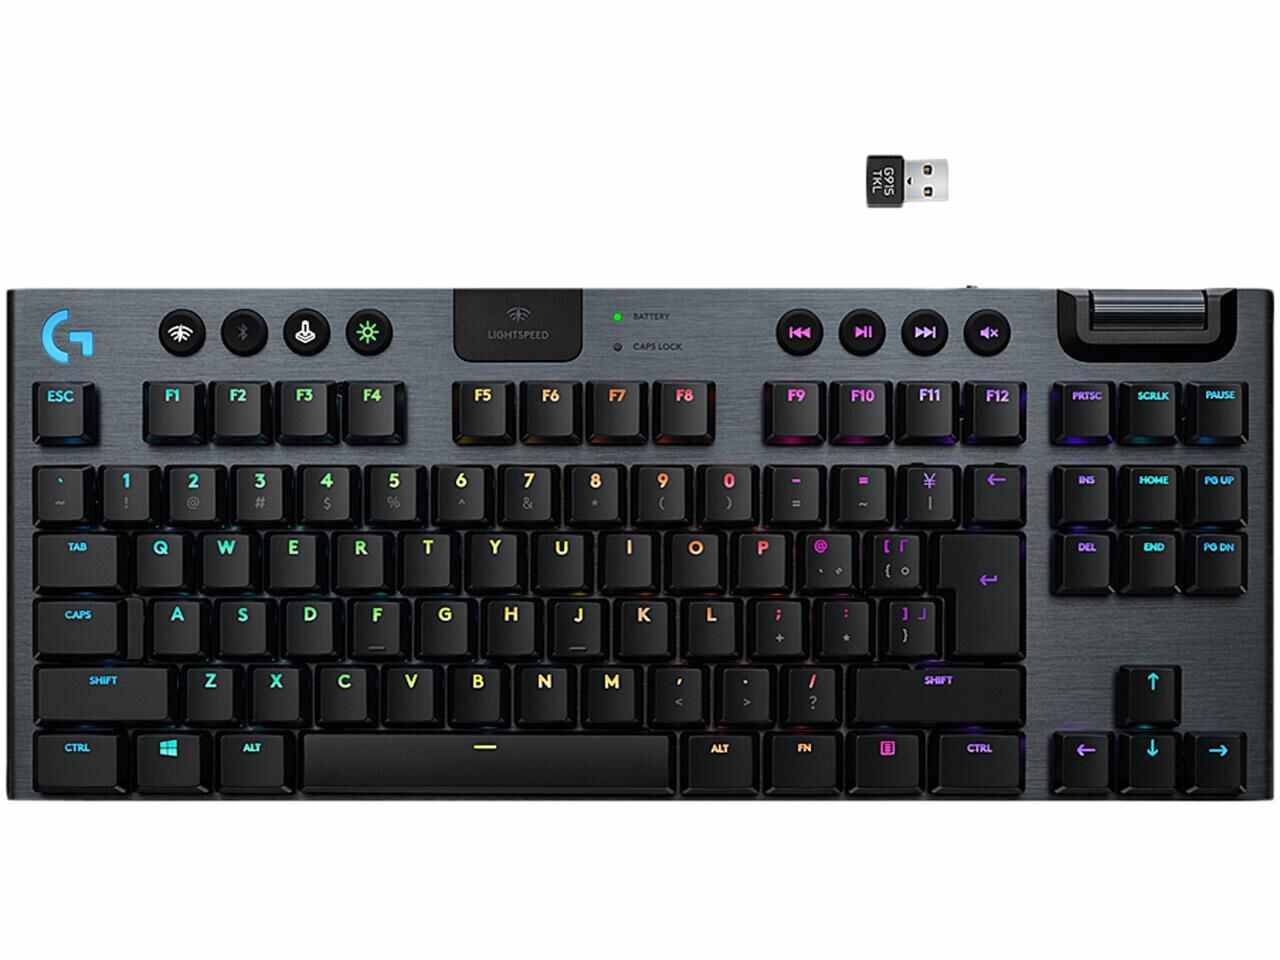 G915
TKL
LIGHTSPEED
BATTERY
CAPS LOCK
ESC F1 F2 F3 F4 F5 F6 F7 F8 F9 F10 F11 F12 PRTSC SCRLK PAUSE
` 1 2 3 4 5 6 7 8 9 0 - = ¥ ← INS HOME PG UP
~ ! @ # $ % ^ & * ( ) = ~ |
TAB Q W E R T Y U I O P @ [ 「 DEL END PG DN
{ ○
CAPS A S D F G H J K L ; : ] 」
+ * }
SHIFT Z X C V B N M , . / SHIFT ↑
< > ?
CTRL ALT ALT FN CTRL ← ↓ →